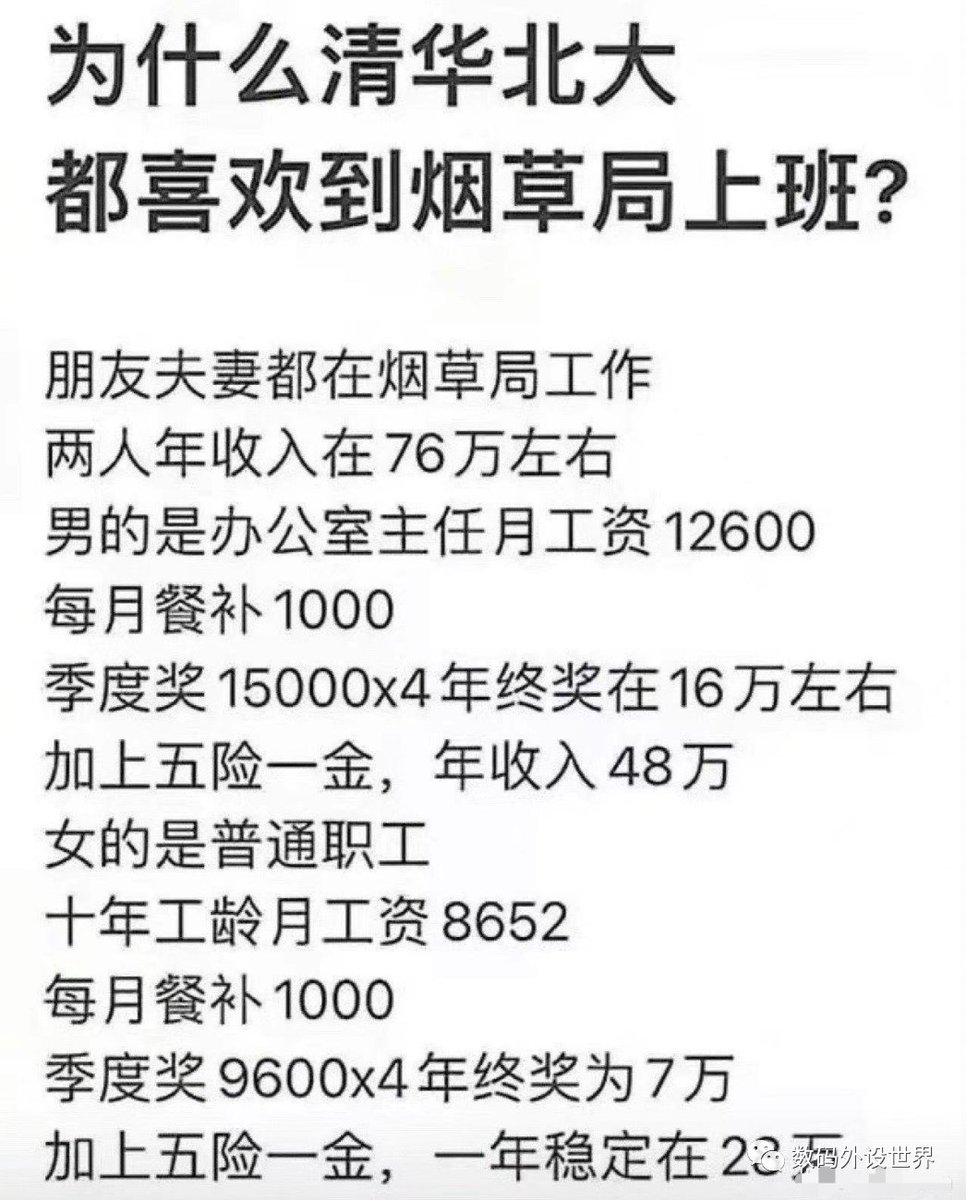 为什么清华北大
都喜欢到烟草局上班?
朋友夫妻都在烟草局工作
两人年收入在76万左右
男的是办公室主任月工资12600
每月餐补1000
季度奖15000x4年终奖在16万左右
加上五险一金，年收入48万
女的是普通职工
十年工龄月工资8652
每月餐补1000
季度奖9600x4年终奖为7万
加上五险一金，一年稳定在28万
数码外设世界